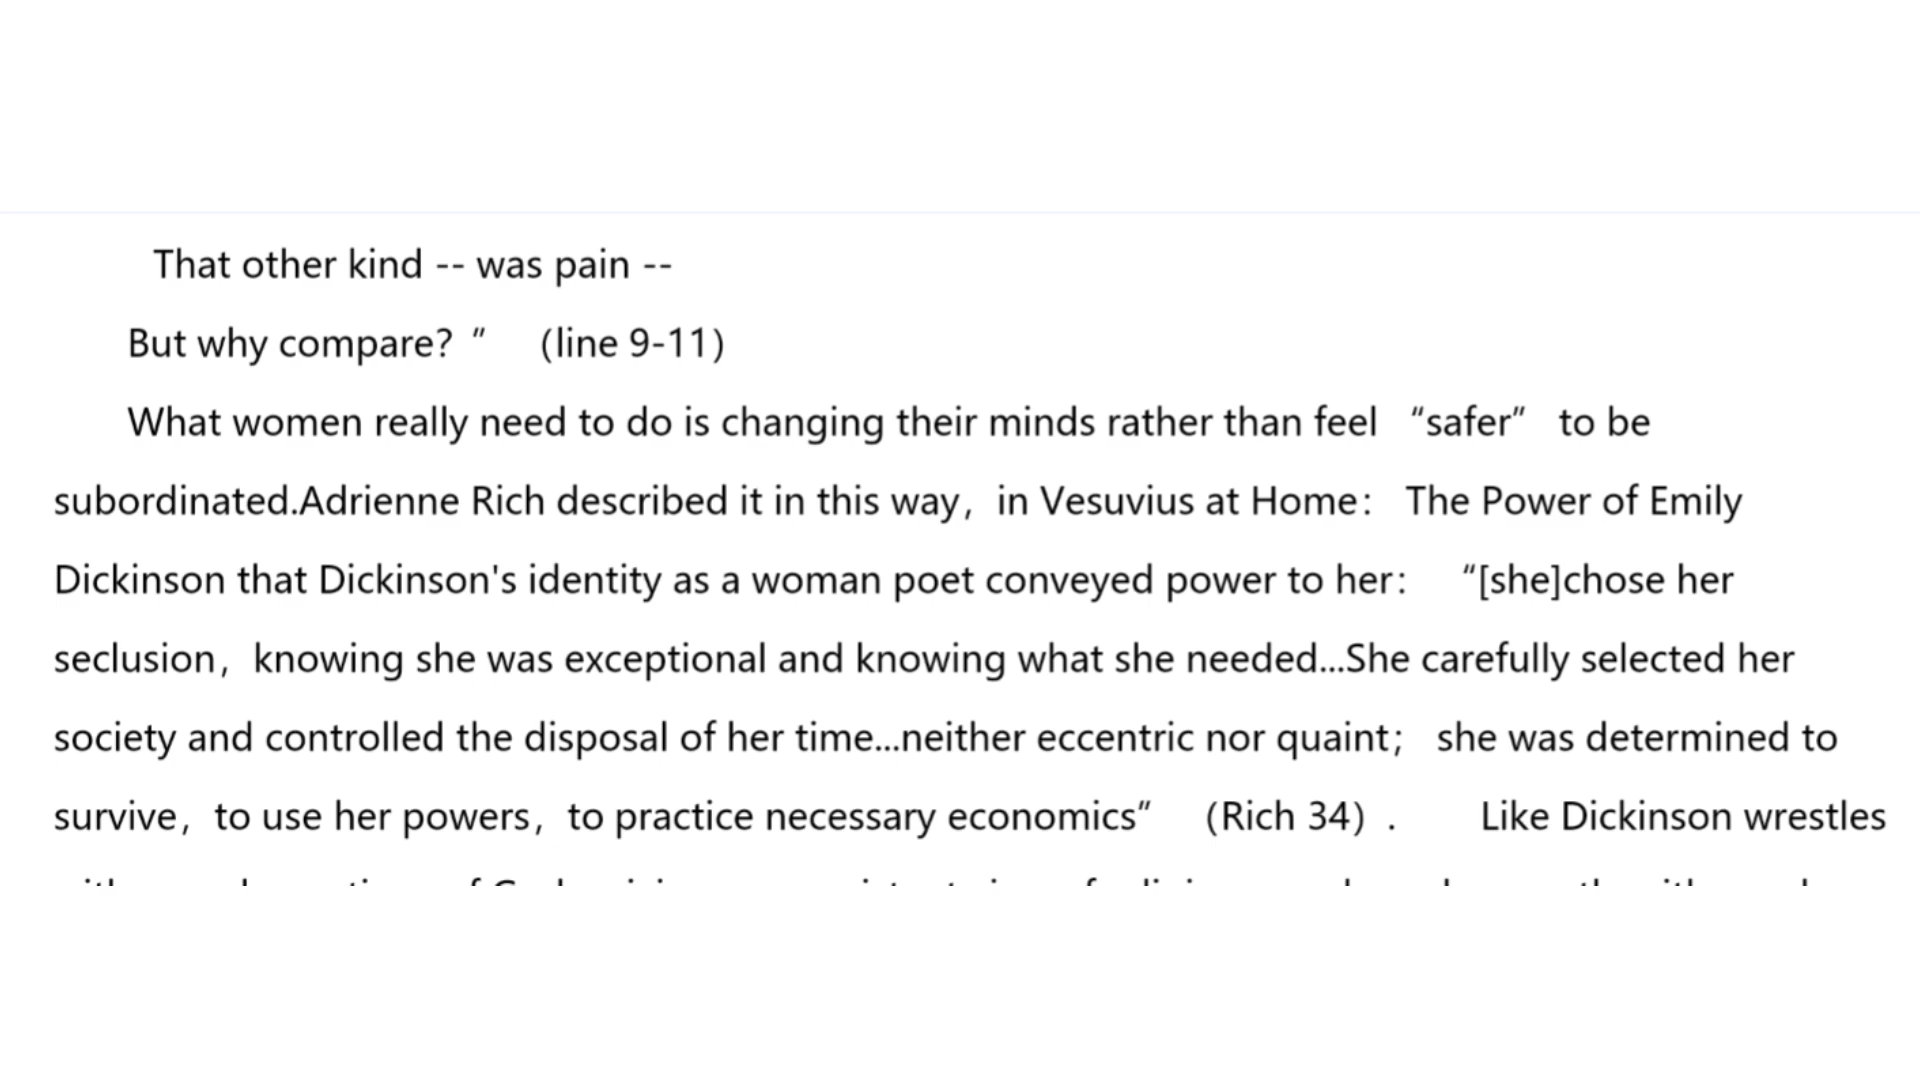 That other kind -- was pain --
But why compare?” (line 9-11)
What women really need to do is changing their minds rather than feel “safer” to be
subordinated.Adrienne Rich described it in this way, in Vesuvius at Home: The Power of Emily
Dickinson that Dickinson's identity as a woman poet conveyed power to her: “[she]chose her
seclusion, knowing she was exceptional and knowing what she needed...She carefully selected her
society and controlled the disposal of her time...neither eccentric nor quaint; she was determined to
survive, to use her powers, to practice necessary economics” (Rich 34) . Like Dickinson wrestles